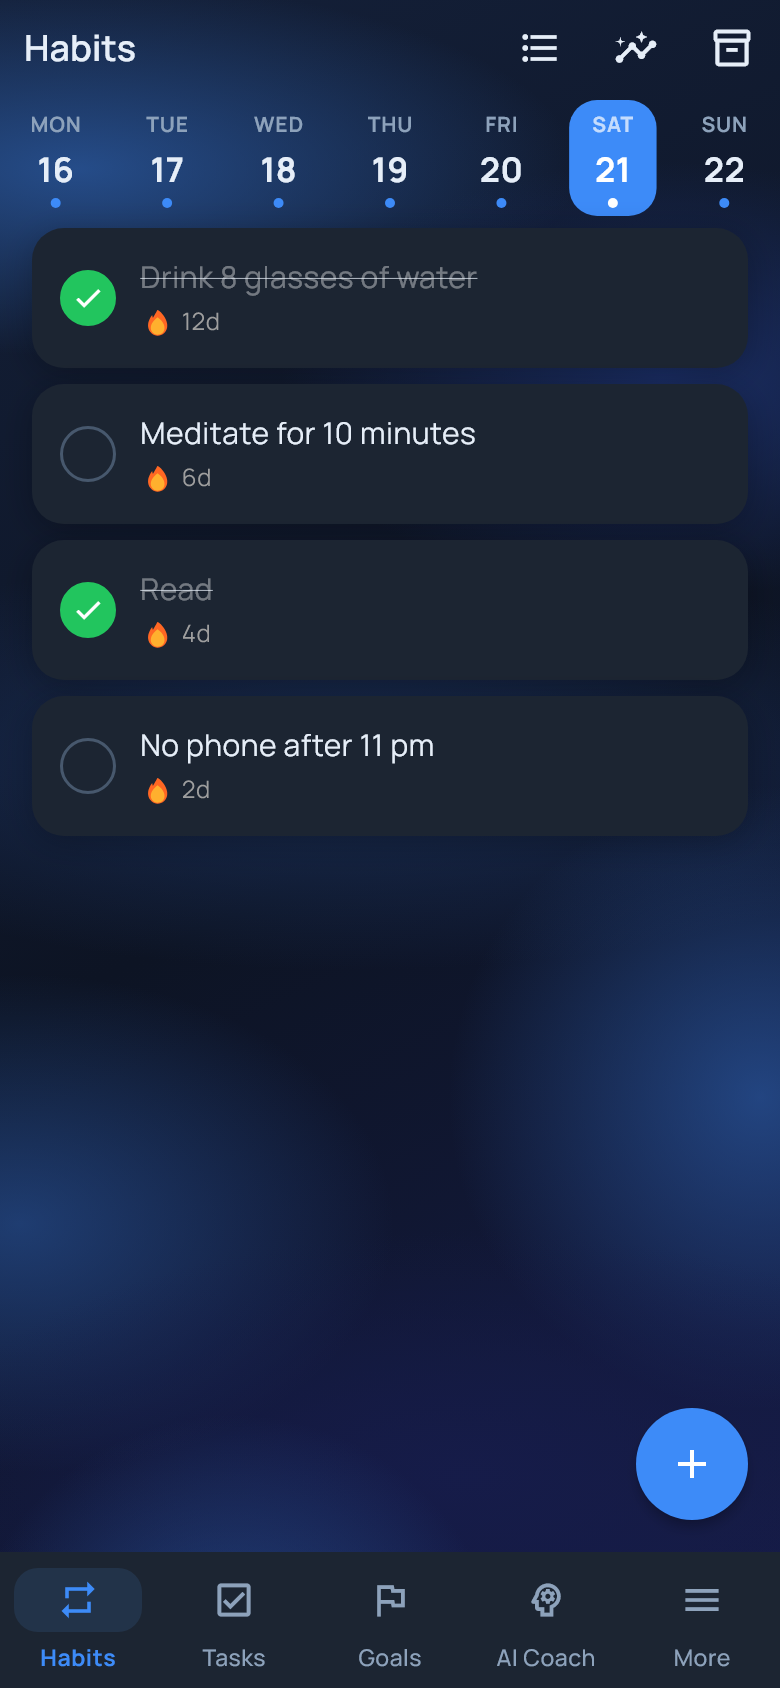 Habits
MON TUE WED THU FRI SAT SUN
16 17 18 19 20 21 22
Drink 8 glasses of water
12d
Meditate for 10 minutes
6d
Read
4d
No phone after 11 pm
2d
Habits Tasks Goals AI Coach More